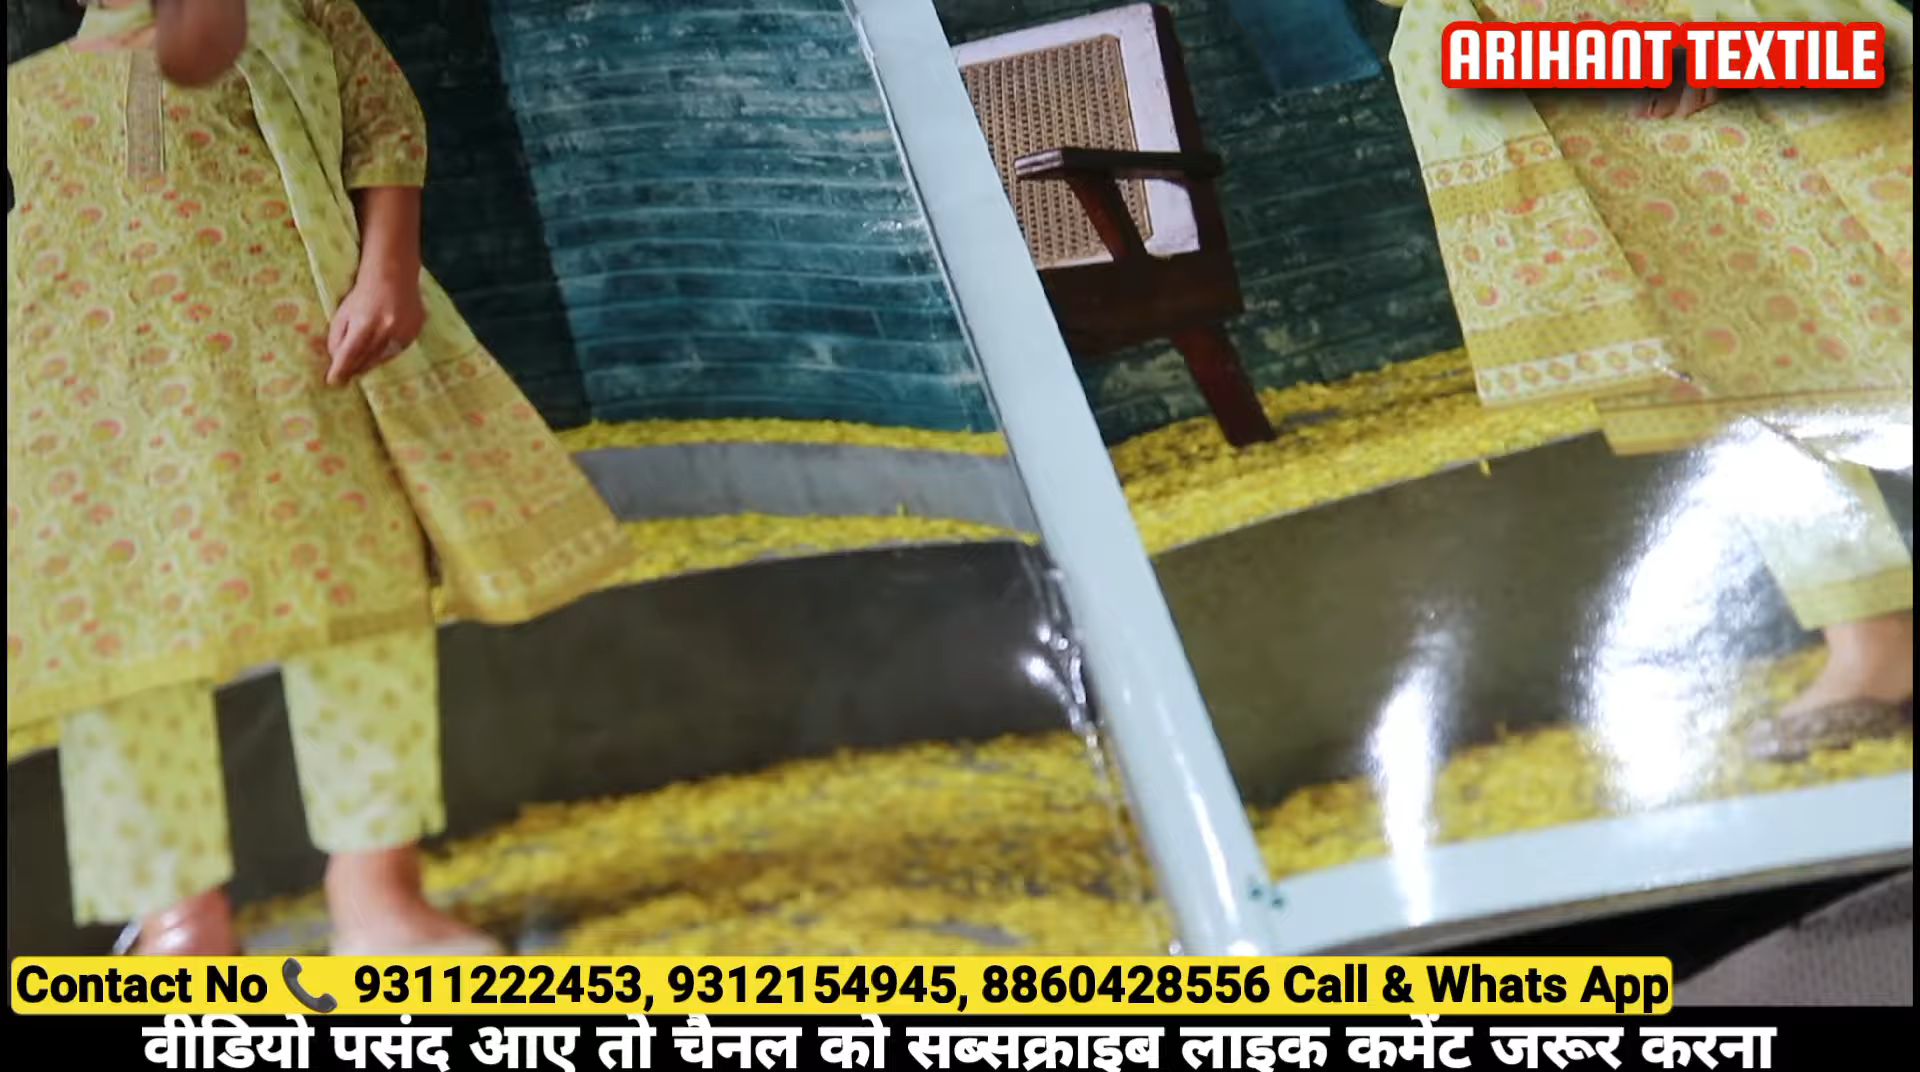 ARIHANT TEXTILE
Contact No 📞 9311222453, 9312154945, 8860428556 Call & Whats App
वीडियो पसंद आए तो चैनल को सब्सक्राइब लाइक कमेंट जरूर करना